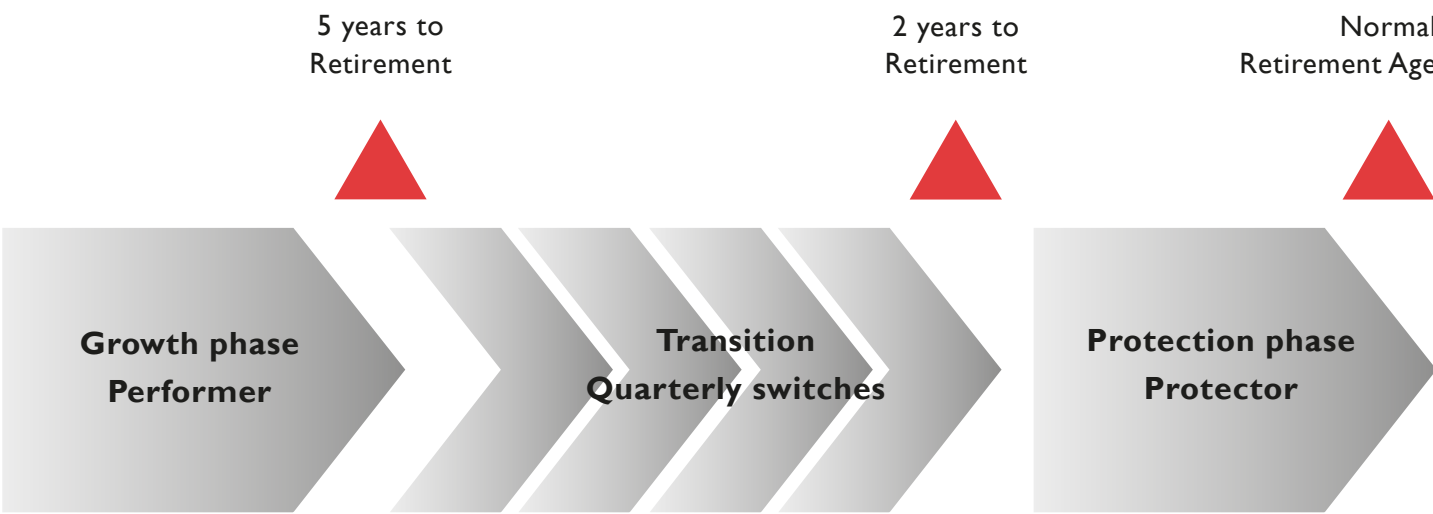 5 years to
Retirement
2 years to
Retirement
Normal
Retirement Age
Growth phase
Performer
Transition
Quarterly switches
Protection phase
Protector